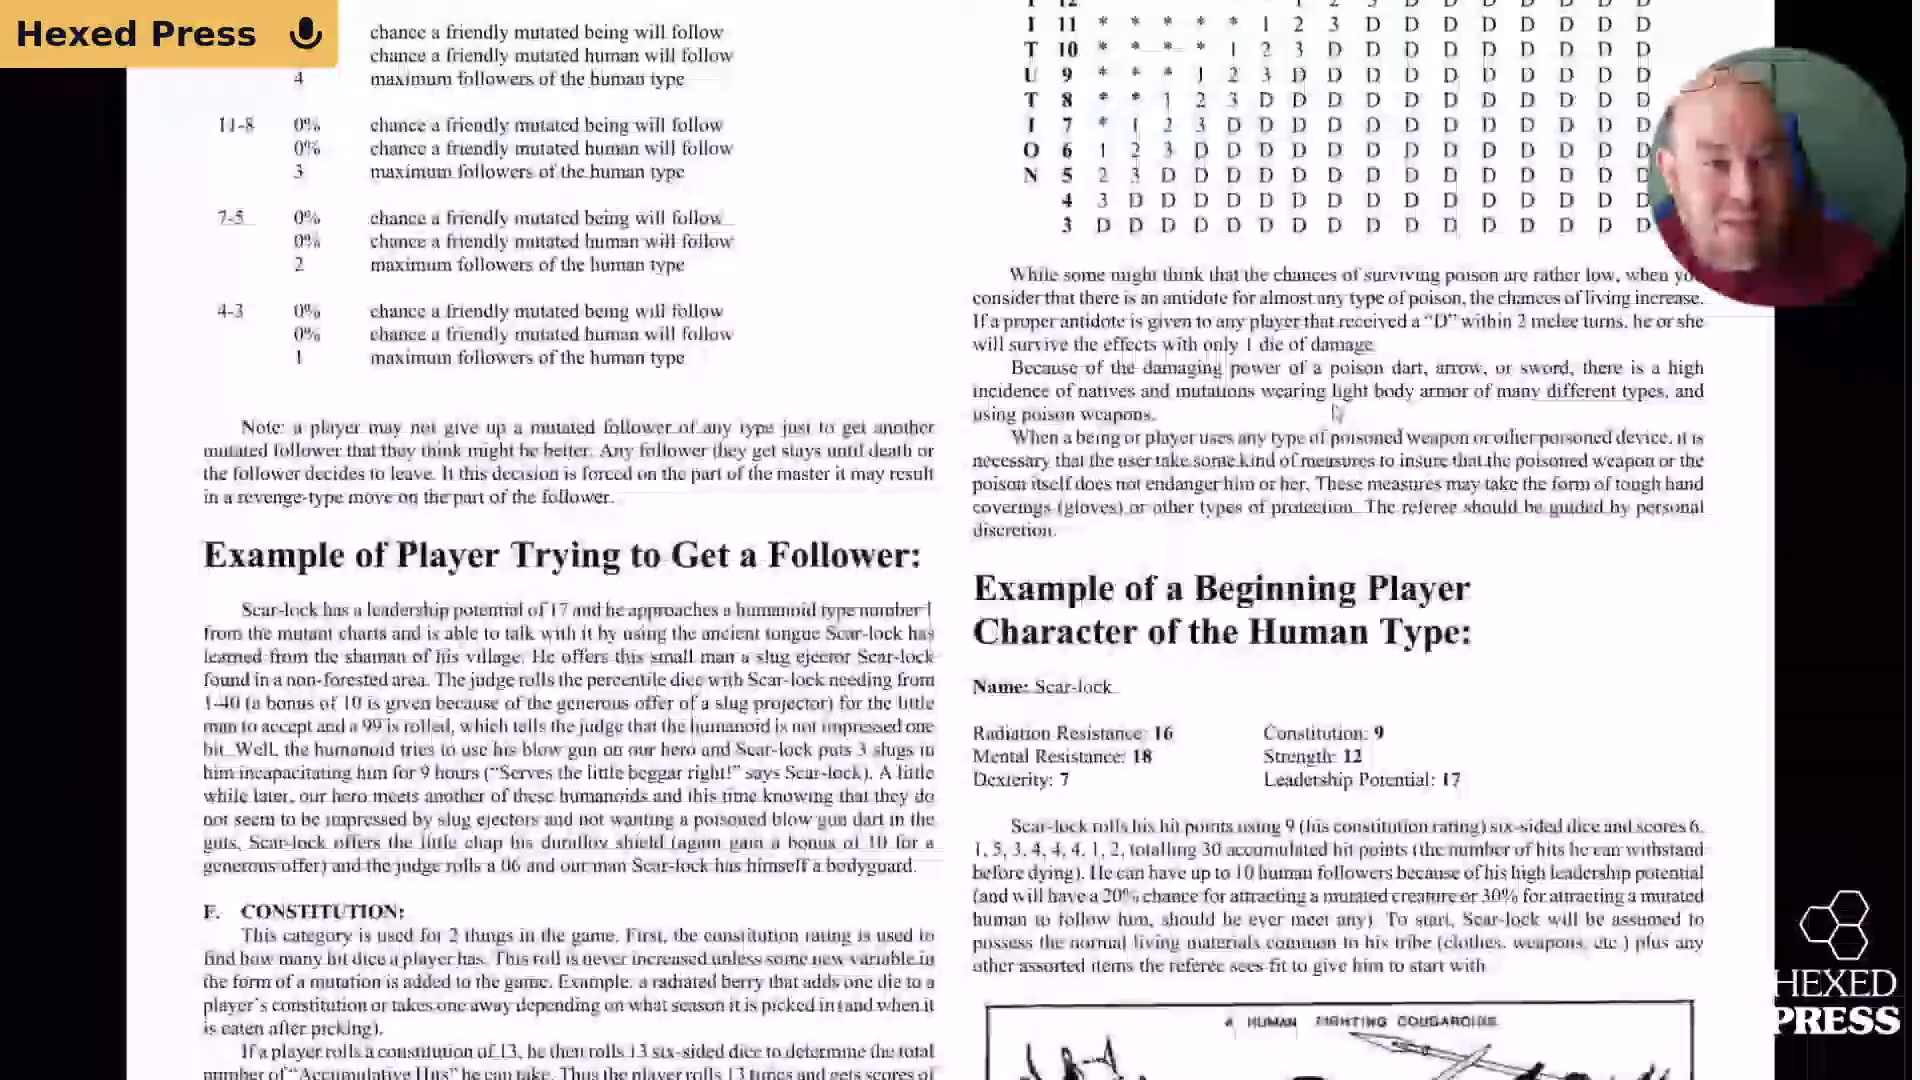 Hexed Press
chance a friendly mutated being will follow
chance a friendly mutated human will follow
4 maximum followers of the human type
11-8 0% chance a friendly mutated being will follow
0% chance a friendly mutated human will follow
3 maximum followers of the human type
7-5 0% chance a friendly mutated being will follow
0% chance a friendly mutated human will follow
2 maximum followers of the human type
4-3 0% chance a friendly mutated being will follow
0% chance a friendly mutated human will follow
1 maximum followers of the human type
Note: a player may not give up a mutated follower of any type just to get another
mutated follower that they think might be better. Any follower they get stays until death or
the follower decides to leave. If this decision is forced on the part of the master it may result
in a revenge-type move on the part of the follower.
Example of Player Trying to Get a Follower:
Scar-lock has a leadership potential of 17 and he approaches a humanoid type number 1
from the mutant charts and is able to talk with it by using the ancient tongue Scar-lock has
learned from the shaman of his village. He offers this small man a slug ejector Scar-lock
found in a non-forested area. The judge rolls the percentile dice with Scar-lock needing from
1-40 (a bonus of 10 is given because of the generous offer of a slug projector) for the little
man to accept and a 99 is rolled, which tells the judge that the humanoid is not impressed one
bit. Well, the humanoid tries to use his blow gun on our hero and Scar-lock puts 3 slugs in
him incapacitating him for 9 hours ("Serves the little beggar right!" says Scar-lock). A little
while later, our hero meets another of these humanoids and this time knowing that they do
not seem to be impressed by slug ejectors and not wanting a poisoned blow gun dart in the
guts, Scar-lock offers the little chap his duralloy shield (again gain a bonus of 10 for a
generous offer) and the judge rolls a 06 and our man Scar-lock has himself a bodyguard.
F. CONSTITUTION:
This category is used for 2 things in the game. First, the constitution rating is used to
find how many hit dice a player has. This roll is never increased unless some new variable in
the form of a mutation is added to the game. Example: a radiated berry that adds one die to a
player's constitution or takes one away depending on what season it is picked in (and when it
is eaten after picking).
If a player rolls a constitution of 13, he then rolls 13 six-sided dice to determine the total
number of "Accumulative Hits" he can take. Thus the player rolls 13 times and gets scores of
I 11 * * * * * 1 2 3 D D D D D D D D
T 10 * * * * 1 2 3 D D D D D D D D D
U 9 * * * 1 2 3 D D D D D D D D D D
T 8 * * 1 2 3 D D D D D D D D D D D
I 7 * 1 2 3 D D D D D D D D D D D D
O 6 1 2 3 D D D D D D D D D D D D D
N 5 2 3 D D D D D D D D D D D D D D
4 3 D D D D D D D D D D D D D D D
3 D D D D D D D D D D D D D D D D
While some might think that the chances of surviving poison are rather low, when yo
consider that there is an antidote for almost any type of poison, the chances of living increase.
If a proper antidote is given to any player that received a "D" within 2 melee turns, he or she
will survive the effects with only 1 die of damage.
Because of the damaging power of a poison dart, arrow, or sword, there is a high
incidence of natives and mutations wearing light body armor of many different types, and
using poison weapons.
When a being or player uses any type of poisoned weapon or other poisoned device, it is
necessary that the user take some kind of measures to insure that the poisoned weapon or the
poison itself does not endanger him or her. These measures may take the form of tough hand
coverings (gloves) or other types of protection. The referee should be guided by personal
discretion.
Example of a Beginning Player
Character of the Human Type:
Name: Scar-lock
Radiation Resistance: 16 Constitution: 9
Mental Resistance: 18 Strength: 12
Dexterity: 7 Leadership Potential: 17
Scar-lock rolls his hit points using 9 (his constitution rating) six-sided dice and scores 6,
1, 5, 3, 4, 4, 4, 1, 2, totalling 30 accumulated hit points (the number of hits he can withstand
before dying). He can have up to 10 human followers because of his high leadership potential
(and will have a 20% chance for attracting a mutated creature or 30% for attracting a mutated
human to follow him, should he ever meet any). To start, Scar-lock will be assumed to
possess the normal living materials common to his tribe (clothes, weapons, etc.) plus any
other assorted items the referee sees fit to give him to start with
A HUMAN FIGHTING COUGAROIDS
HEXED
PRESS